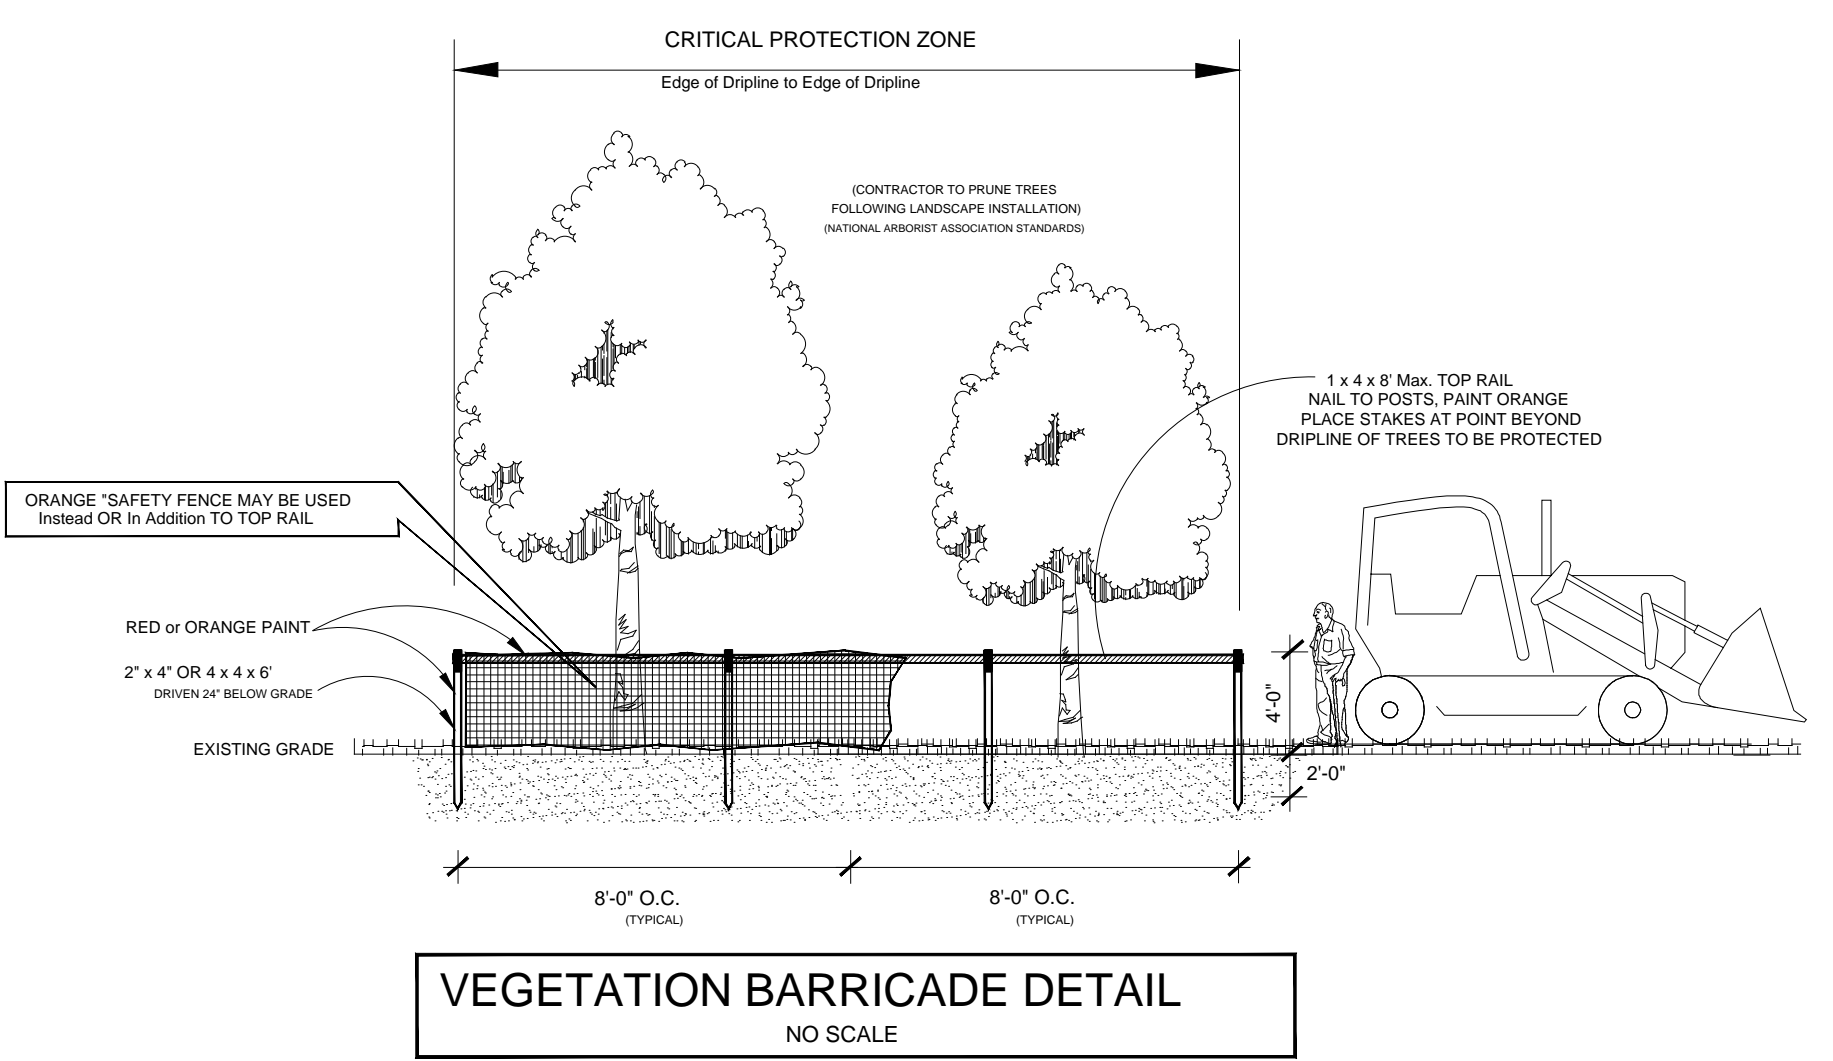 CRITICAL PROTECTION ZONE
Edge of Dripline to Edge of Dripline
(CONTRACTOR TO PRUNE TREES
FOLLOWING LANDSCAPE INSTALLATION)
(NATIONAL ARBORIST ASSOCIATION STANDARDS)
1 x 4 x 8' Max. TOP RAIL
NAIL TO POSTS, PAINT ORANGE
PLACE STAKES AT POINT BEYOND
DRIPLINE OF TREES TO BE PROTECTED
ORANGE "SAFETY FENCE MAY BE USED
Instead OR In Addition TO TOP RAIL
RED or ORANGE PAINT
2" x 4" OR 4 x 4 x 6'
DRIVEN 24" BELOW GRADE
EXISTING GRADE
4'-0"
2'-0"
8'-0" O.C.
(TYPICAL)
8'-0" O.C.
(TYPICAL)
VEGETATION BARRICADE DETAIL
NO SCALE